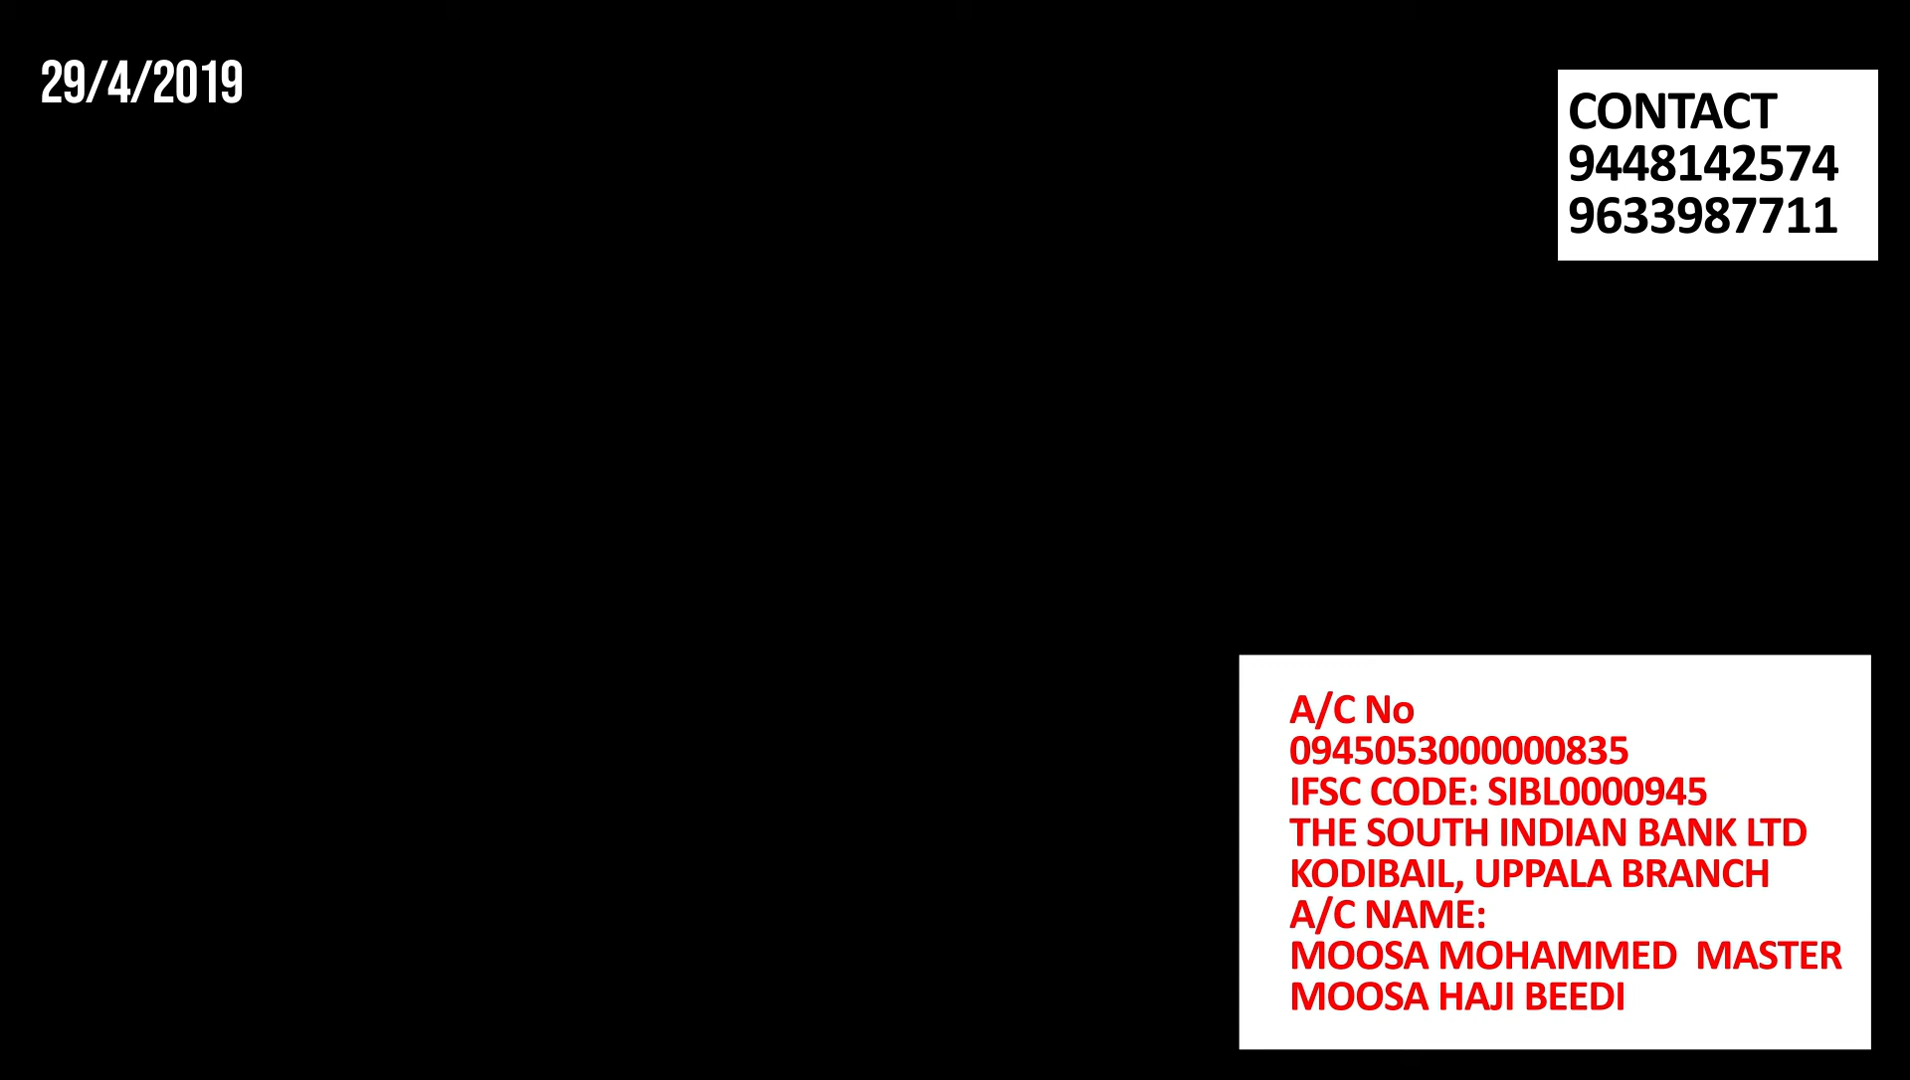 29/4/2019
CONTACT
9448142574
9633987711
A/C No
0945053000000835
IFSC CODE: SIBL0000945
THE SOUTH INDIAN BANK LTD
KODIBAIL, UPPALA BRANCH
A/C NAME:
MOOSA MOHAMMED MASTER
MOOSA HAJI BEEDI